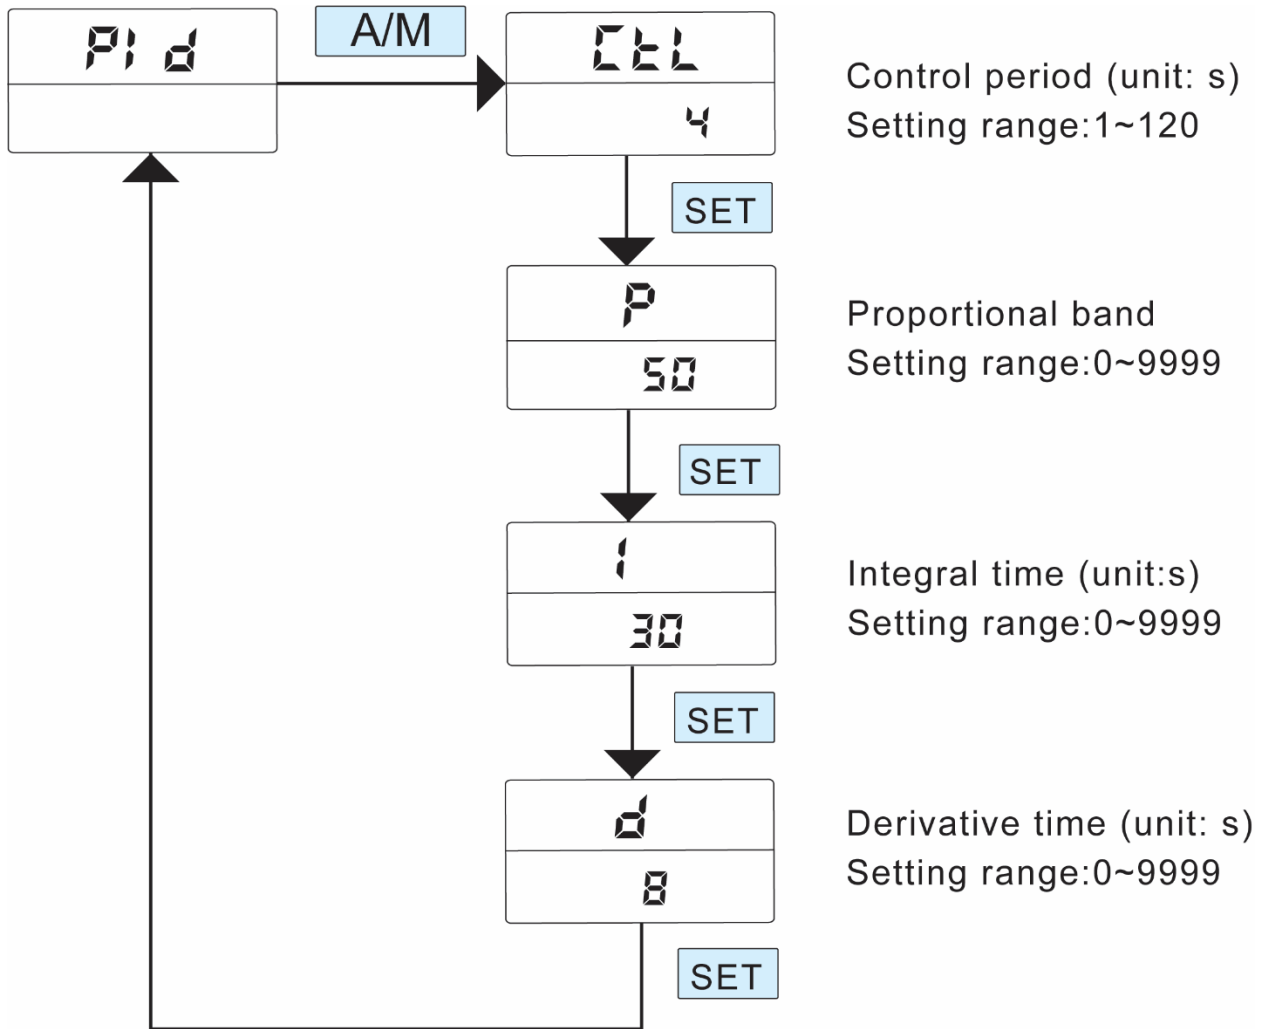 PId
A/M
CtL
4
Control period (unit: s)
Setting range:1~120
SET
P
50
Proportional band
Setting range:0~9999
SET
I
30
Integral time (unit:s)
Setting range:0~9999
SET
d
8
Derivative time (unit: s)
Setting range:0~9999
SET